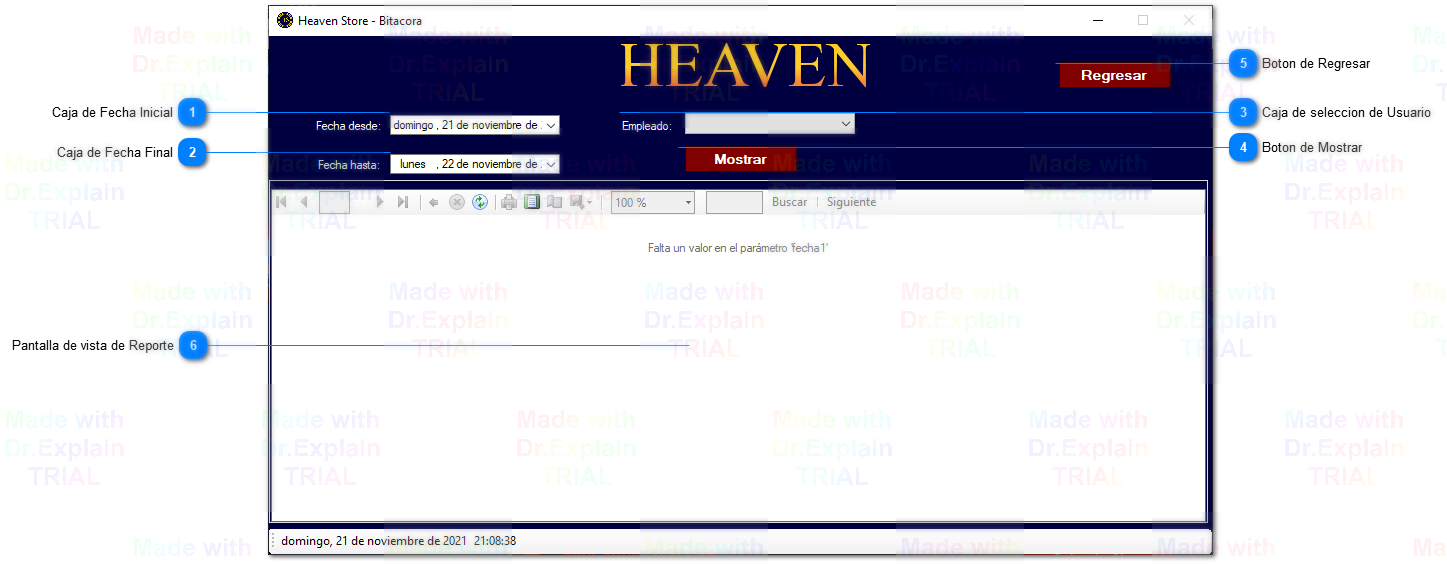 Heaven Store - Bitacora
HEAVEN
Regresar
5 Boton de Regresar
Caja de Fecha Inicial 1
Fecha desde: domingo , 21 de noviembre de
Empleado:
3 Caja de seleccion de Usuario
Caja de Fecha Final 2
Fecha hasta: lunes , 22 de noviembre de
Mostrar
4 Boton de Mostrar
100 %
Buscar | Siguiente
Falta un valor en el parámetro 'fecha1'
Pantalla de vista de Reporte 6
domingo, 21 de noviembre de 2021 21:08:38
Made with
Dr.Explain
TRIAL